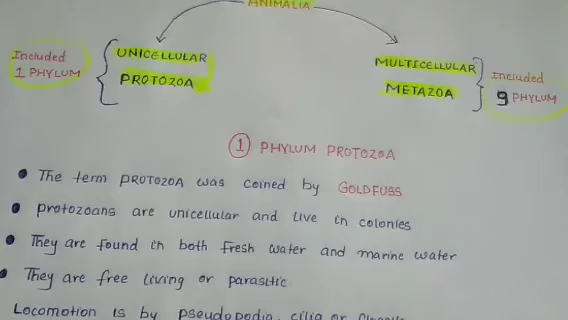 ANIMALIA
Included
1 PHYLUM
UNICELLULAR
PROTOZOA
MULTICELLULAR
METAZOA
Included
9 PHYLUM
1 PHYLUM PROTOZOA
• The term PROTOZOA was coined by GOLDFUSS
• Protozoans are unicellular and live in colonies
• They are found in both fresh water and marine water
• They are free living or parasitic
Locomotion is by pseudopodia, cilia or